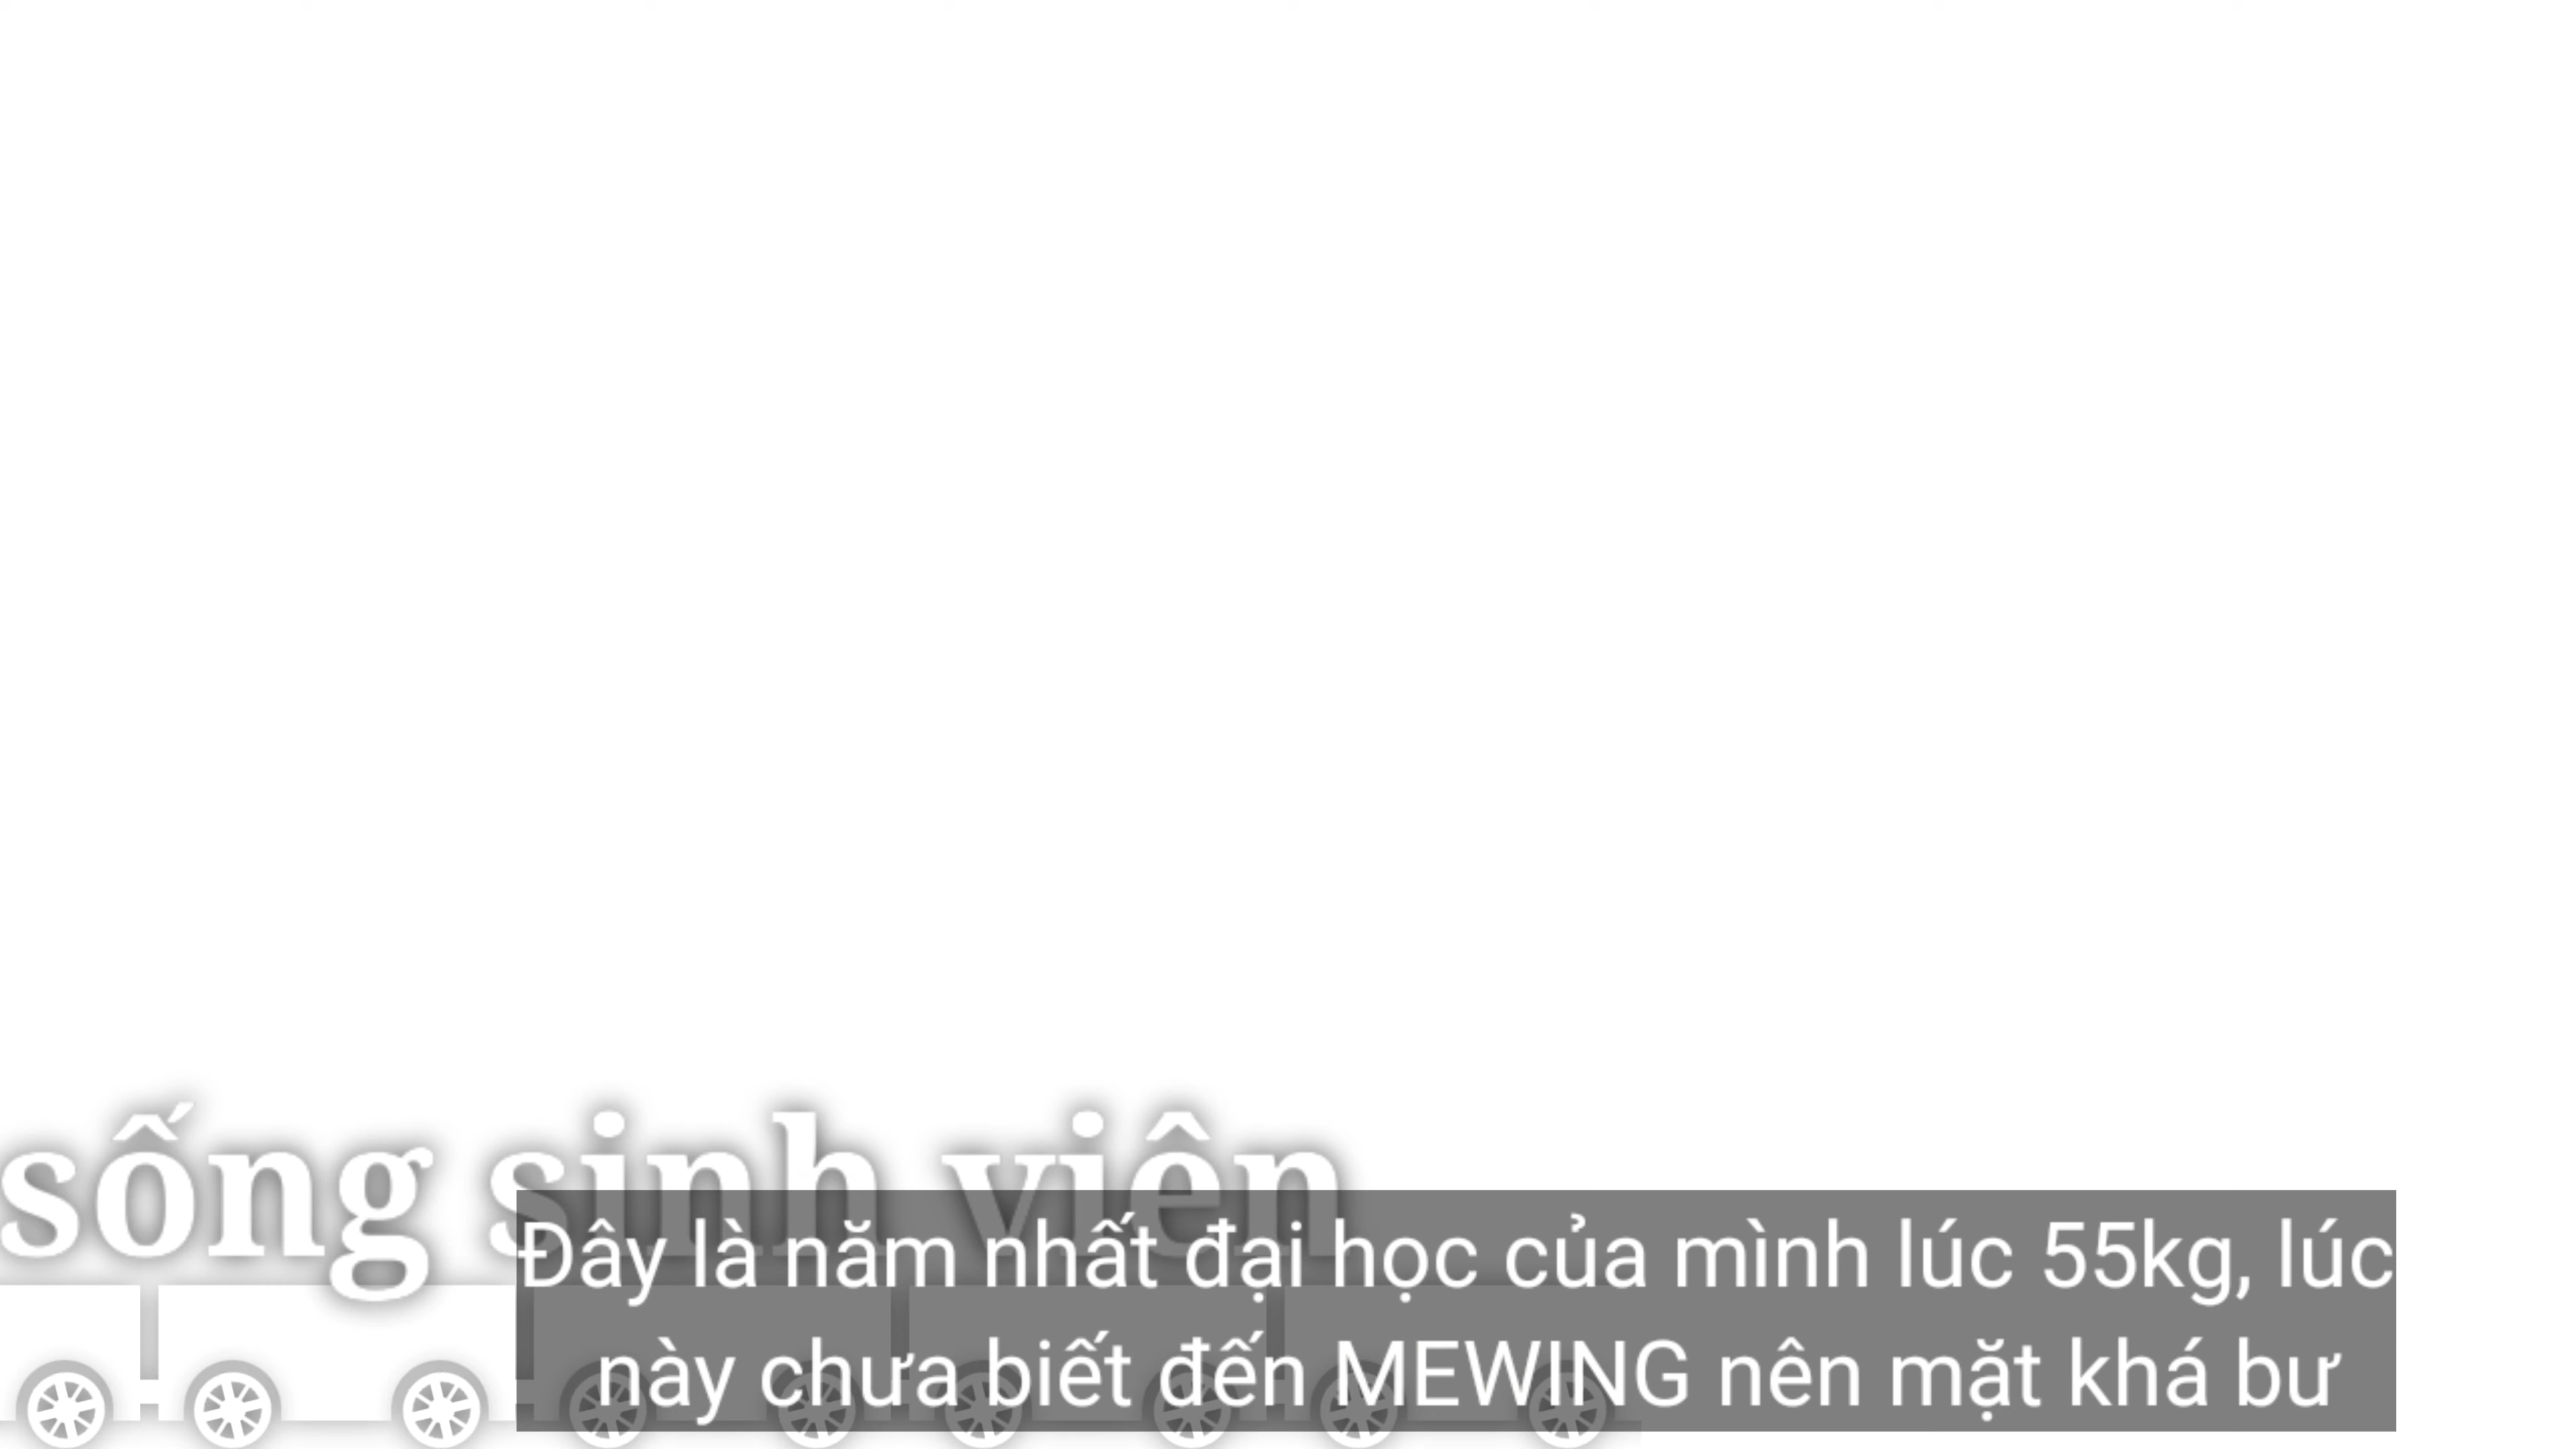 sống sinh viên
Đây là năm nhất đại học của mình lúc 55kg, lúc
này chưa biết đến MEWING nên mặt khá bư